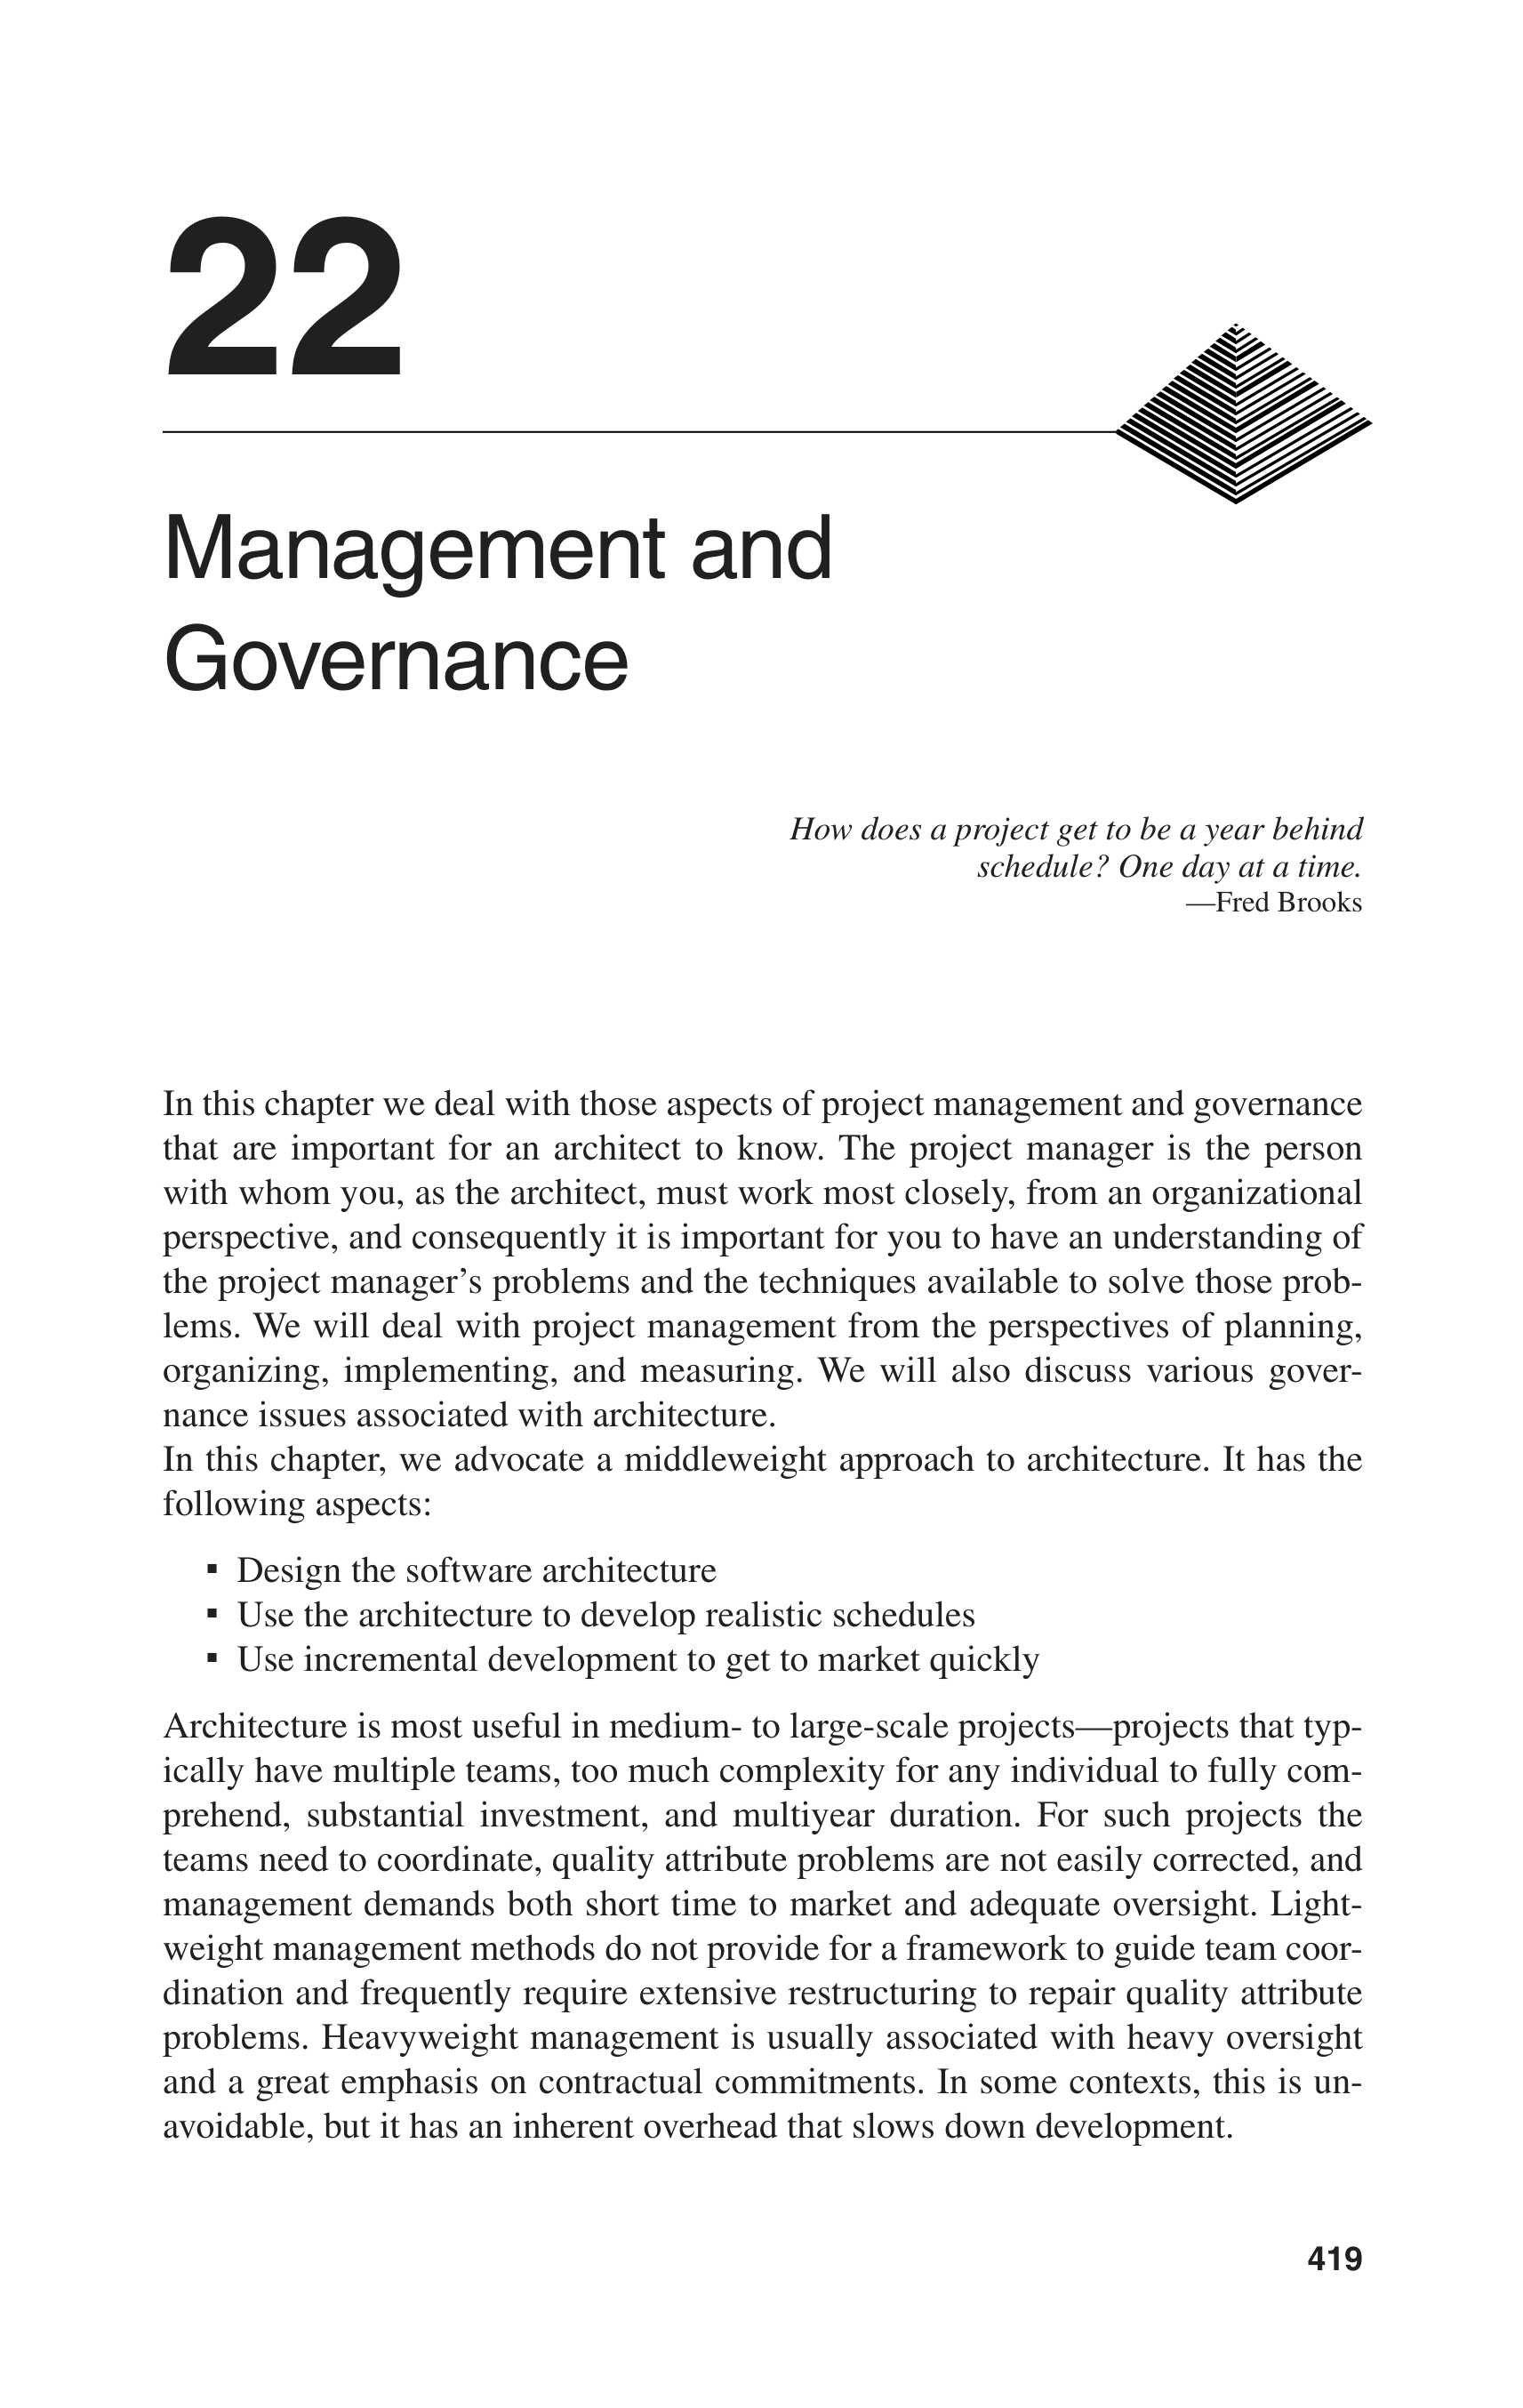 22
Management and
Governance
How does a project get to be a year behind
schedule? One day at a time.
—Fred Brooks
In this chapter we deal with those aspects of project management and governance
that are important for an architect to know. The project manager is the person
with whom you, as the architect, must work most closely, from an organizational
perspective, and consequently it is important for you to have an understanding of
the project manager’s problems and the techniques available to solve those prob-
lems. We will deal with project management from the perspectives of planning,
organizing, implementing, and measuring. We will also discuss various gover-
nance issues associated with architecture.
In this chapter, we advocate a middleweight approach to architecture. It has the
following aspects:
▪ Design the software architecture
▪ Use the architecture to develop realistic schedules
▪ Use incremental development to get to market quickly
Architecture is most useful in medium- to large-scale projects—projects that typ-
ically have multiple teams, too much complexity for any individual to fully com-
prehend, substantial investment, and multiyear duration. For such projects the
teams need to coordinate, quality attribute problems are not easily corrected, and
management demands both short time to market and adequate oversight. Light-
weight management methods do not provide for a framework to guide team coor-
dination and frequently require extensive restructuring to repair quality attribute
problems. Heavyweight management is usually associated with heavy oversight
and a great emphasis on contractual commitments. In some contexts, this is un-
avoidable, but it has an inherent overhead that slows down development.
419